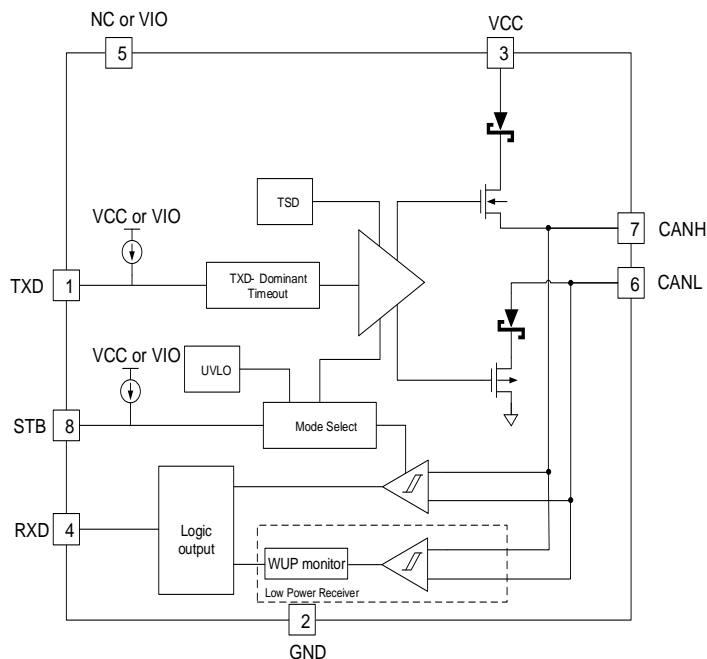 NC or VIO
5
VCC
3
TSD
VCC or VIO
7
CANH
TXD
1
TXD- Dominant
Timeout
6
CANL
VCC or VIO
UVLO
STB
8
Mode Select
RXD
4
Logic
output
WUP monitor
Low Power Receiver
2
GND